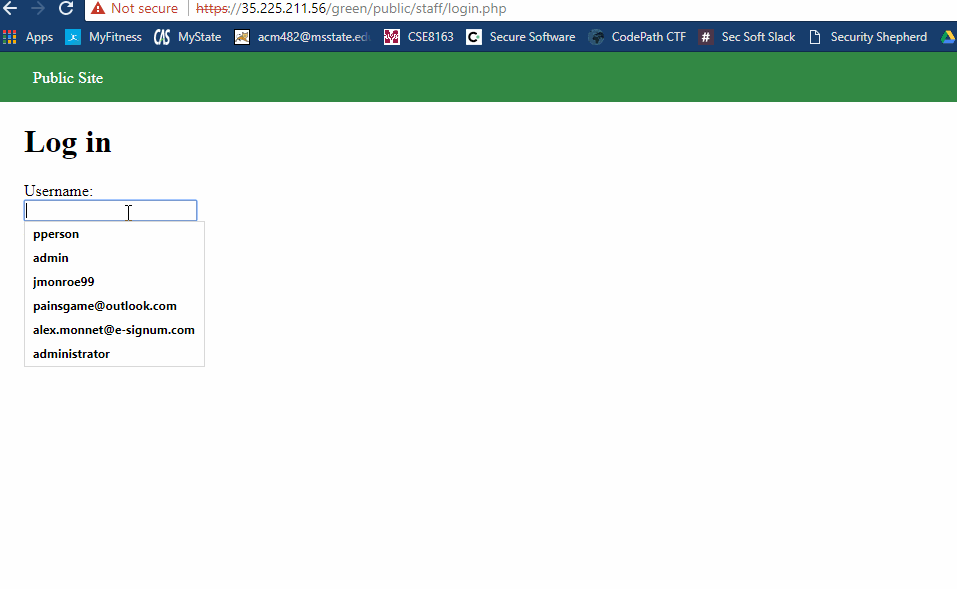 Not secure https://35.225.211.56/green/public/staff/login.php
Apps MyFitness MyState acm482@msstate.ed CSE8163 Secure Software CodePath CTF # Sec Soft Slack Security Shepherd
Public Site
Log in
Username:
pperson
admin
jmonroe99
painsgame@outlook.com
alex.monnet@e-signum.com
administrator